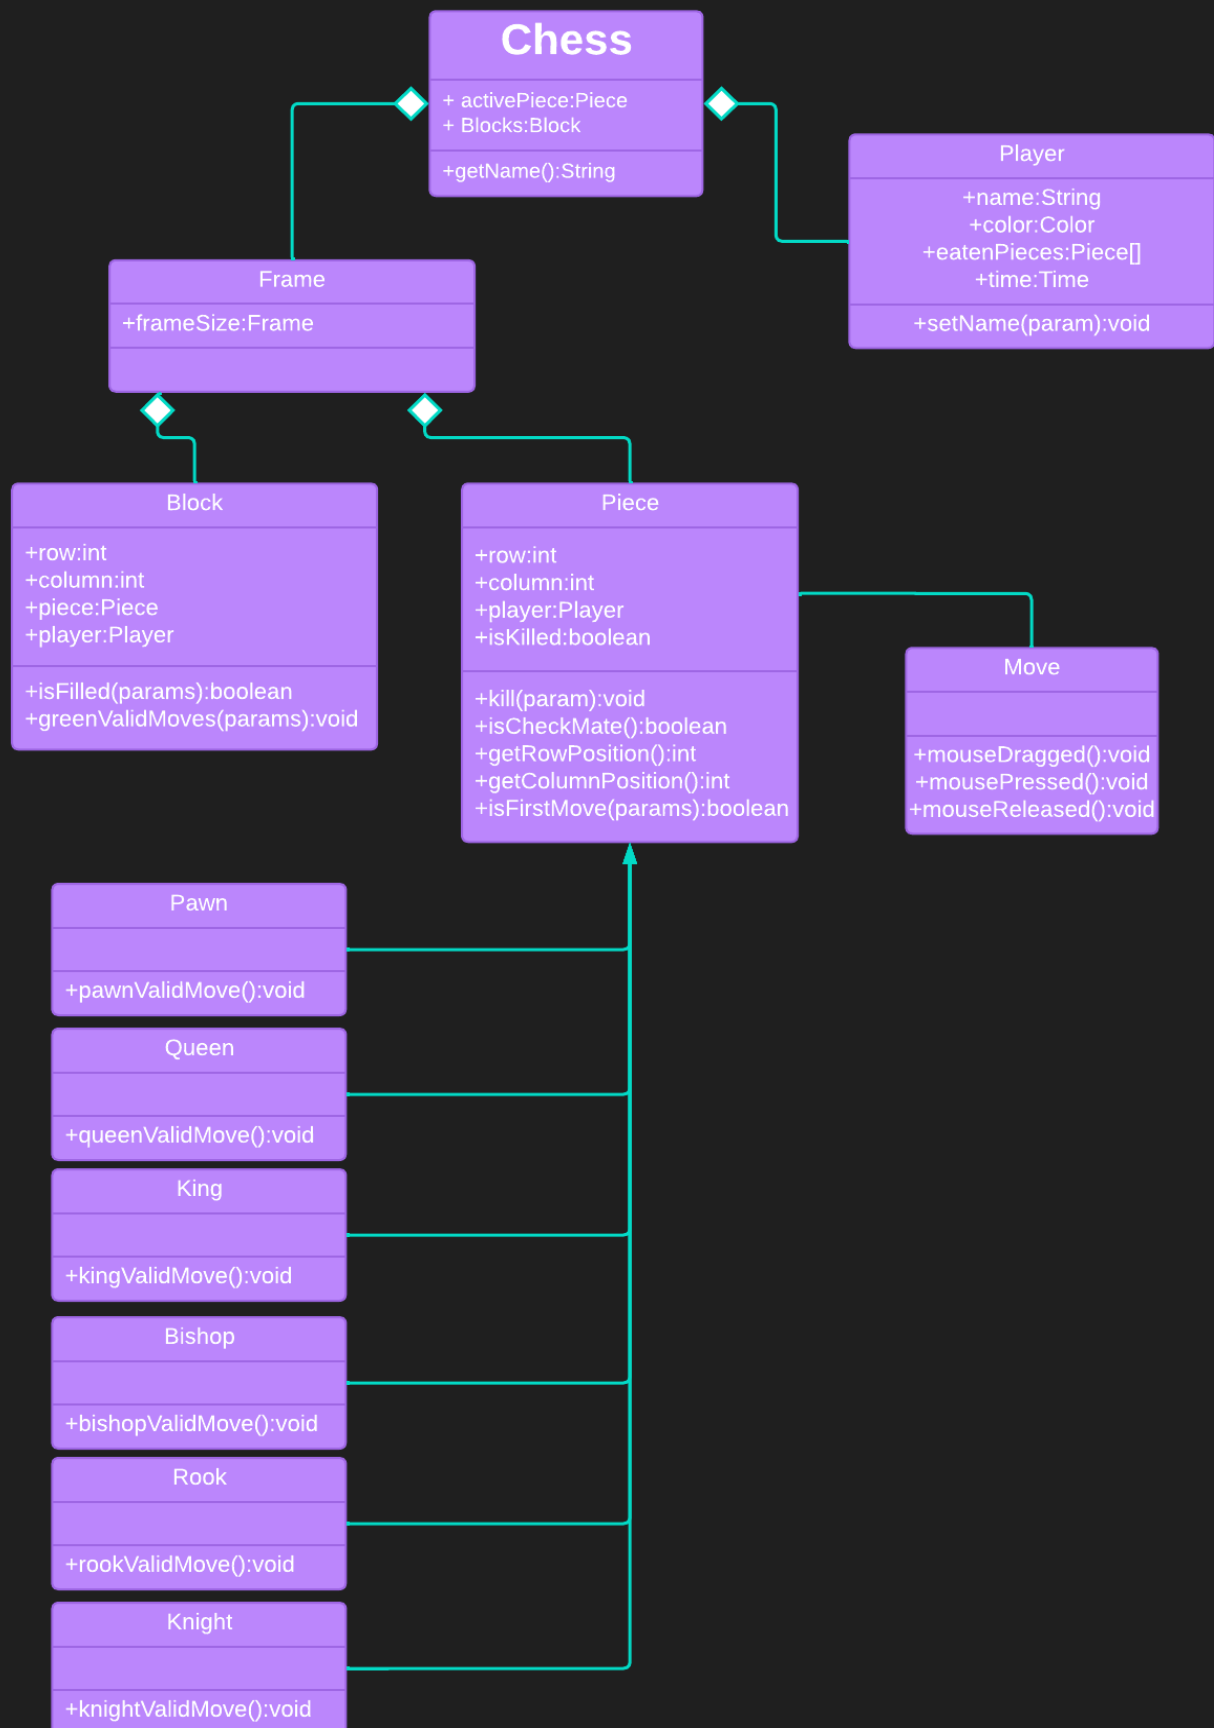 Chess
+ activePiece:Piece
+ Blocks:Block
+getName():String
Player
+name:String
+color:Color
+eatenPieces:Piece[]
+time:Time
+setName(param):void
Frame
+frameSize:Frame
Block
+row:int
+column:int
+piece:Piece
+player:Player
+isFilled(params):boolean
+greenValidMoves(params):void
Piece
+row:int
+column:int
+player:Player
+isKilled:boolean
+kill(param):void
+isCheckMate():boolean
+getRowPosition():int
+getColumnPosition():int
+isFirstMove(params):boolean
Move
+mouseDragged():void
+mousePressed():void
+mouseReleased():void
Pawn
+pawnValidMove():void
Queen
+queenValidMove():void
King
+kingValidMove():void
Bishop
+bishopValidMove():void
Rook
+rookValidMove():void
Knight
+knightValidMove():void